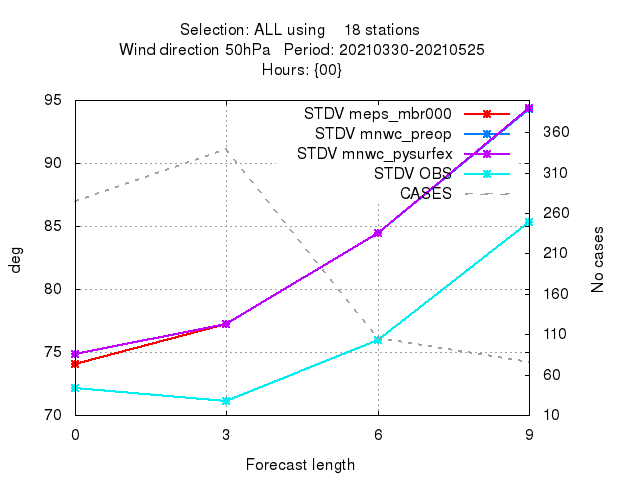 Selection: ALL using 18 stations
Wind direction 50hPa Period: 20210330-20210525
Hours: {00}
STDV meps_mbr000
STDV mnwc_preop
STDV mnwc_pysurfex
STDV OBS
CASES
95
90
85
80
75
70
deg
360
310
260
210
160
110
60
10
No cases
0 3 6 9
Forecast length